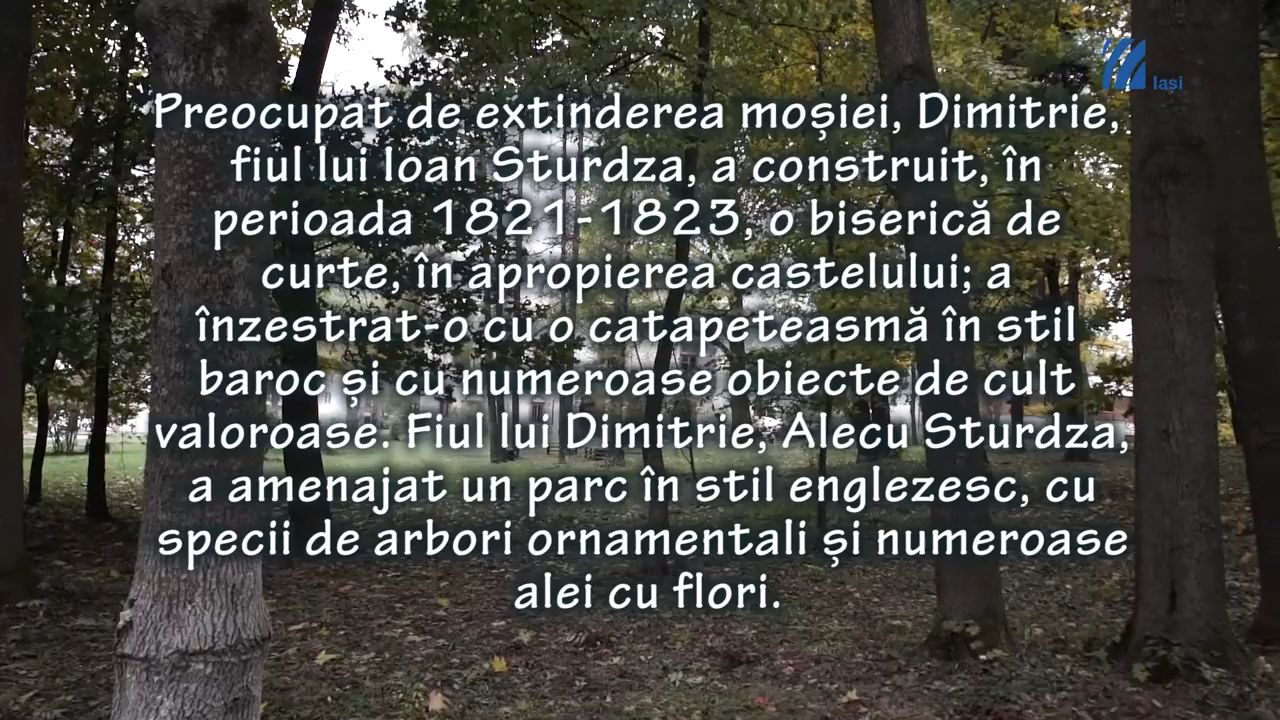 Iași
Preocupat de extinderea moșiei, Dimitrie,
fiul lui Ioan Sturdza, a construit, în
perioada 1821-1823, o biserică de
curte, în apropierea castelului; a
înzestrat-o cu o catapeteasmă în stil
baroc și cu numeroase obiecte de cult
valoroase. Fiul lui Dimitrie, Alecu Sturdza,
a amenajat un parc în stil englezesc, cu
specii de arbori ornamentali și numeroase
alei cu flori.